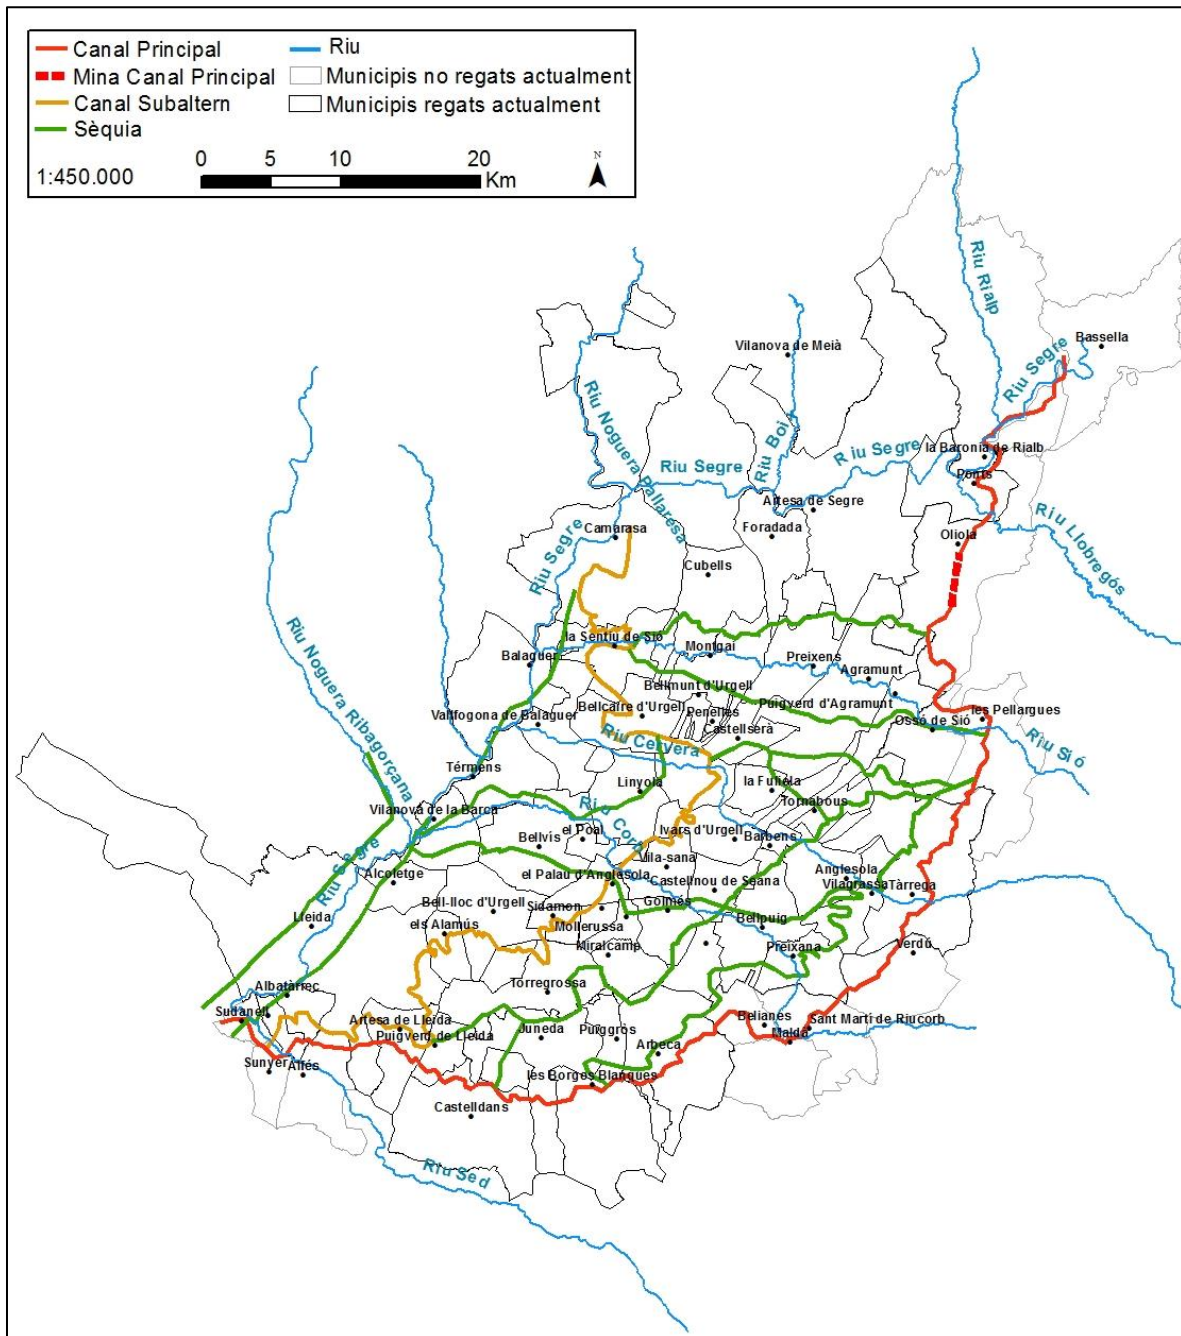 Canal Principal
Riu
Mina Canal Principal
Municipis no regats actualment
Canal Subaltern
Municipis regats actualment
Sèquia
0 5 10 20
N
1:450.000
Km
Riu Rialp
Bassella
Vilanova de Meià
Riu Segre
Riu Noguera Pallaresa
Riu Boix
Riu Segre
la Baronia de Rialb
Riu Segre
Ponts
Artesa de Segre
Riu Llobregós
Camarasa
Foradada
Oliola
Riu Segre
Cubells
la Sentiu de Sió
Montgai
Balaguer
Preixens
Agramunt
Riu Noguera Ribagorçana
Bellmunt d'Urgell
Puigverd d'Agramunt
Bellcaire d'Urgell
Penelles
les Pellargues
Vallfogona de Balaguer
Castellserà
Ossó de Sió
Riu Cervera
Riu Sió
Térmens
Linyola
la Fuliola
Tornabous
Vilanova de la Barca
Riu Corb
el Poal
Ivars d'Urgell
Bellvís
Barbens
Riu Segre
Vila-sana
Alcoletge
el Palau d'Anglesola
Castellnou de Seana
Anglesola
Vilagrassa
Tàrrega
Bell-lloc d'Urgell
Sidamon
Golmés
Lleida
els Alamús
Mollerussa
Bellpuig
Miralcamp
Preixana
Verdú
Torregrossa
Albatàrrec
Sudanell
Artesa de Lleida
Juneda
Puiggròs
Belianes
Sant Martí de Riucorb
Puigverd de Lleida
Maldà
Arbeca
Sunyer
Alfés
les Borges Blanques
Castelldans
Riu Sed